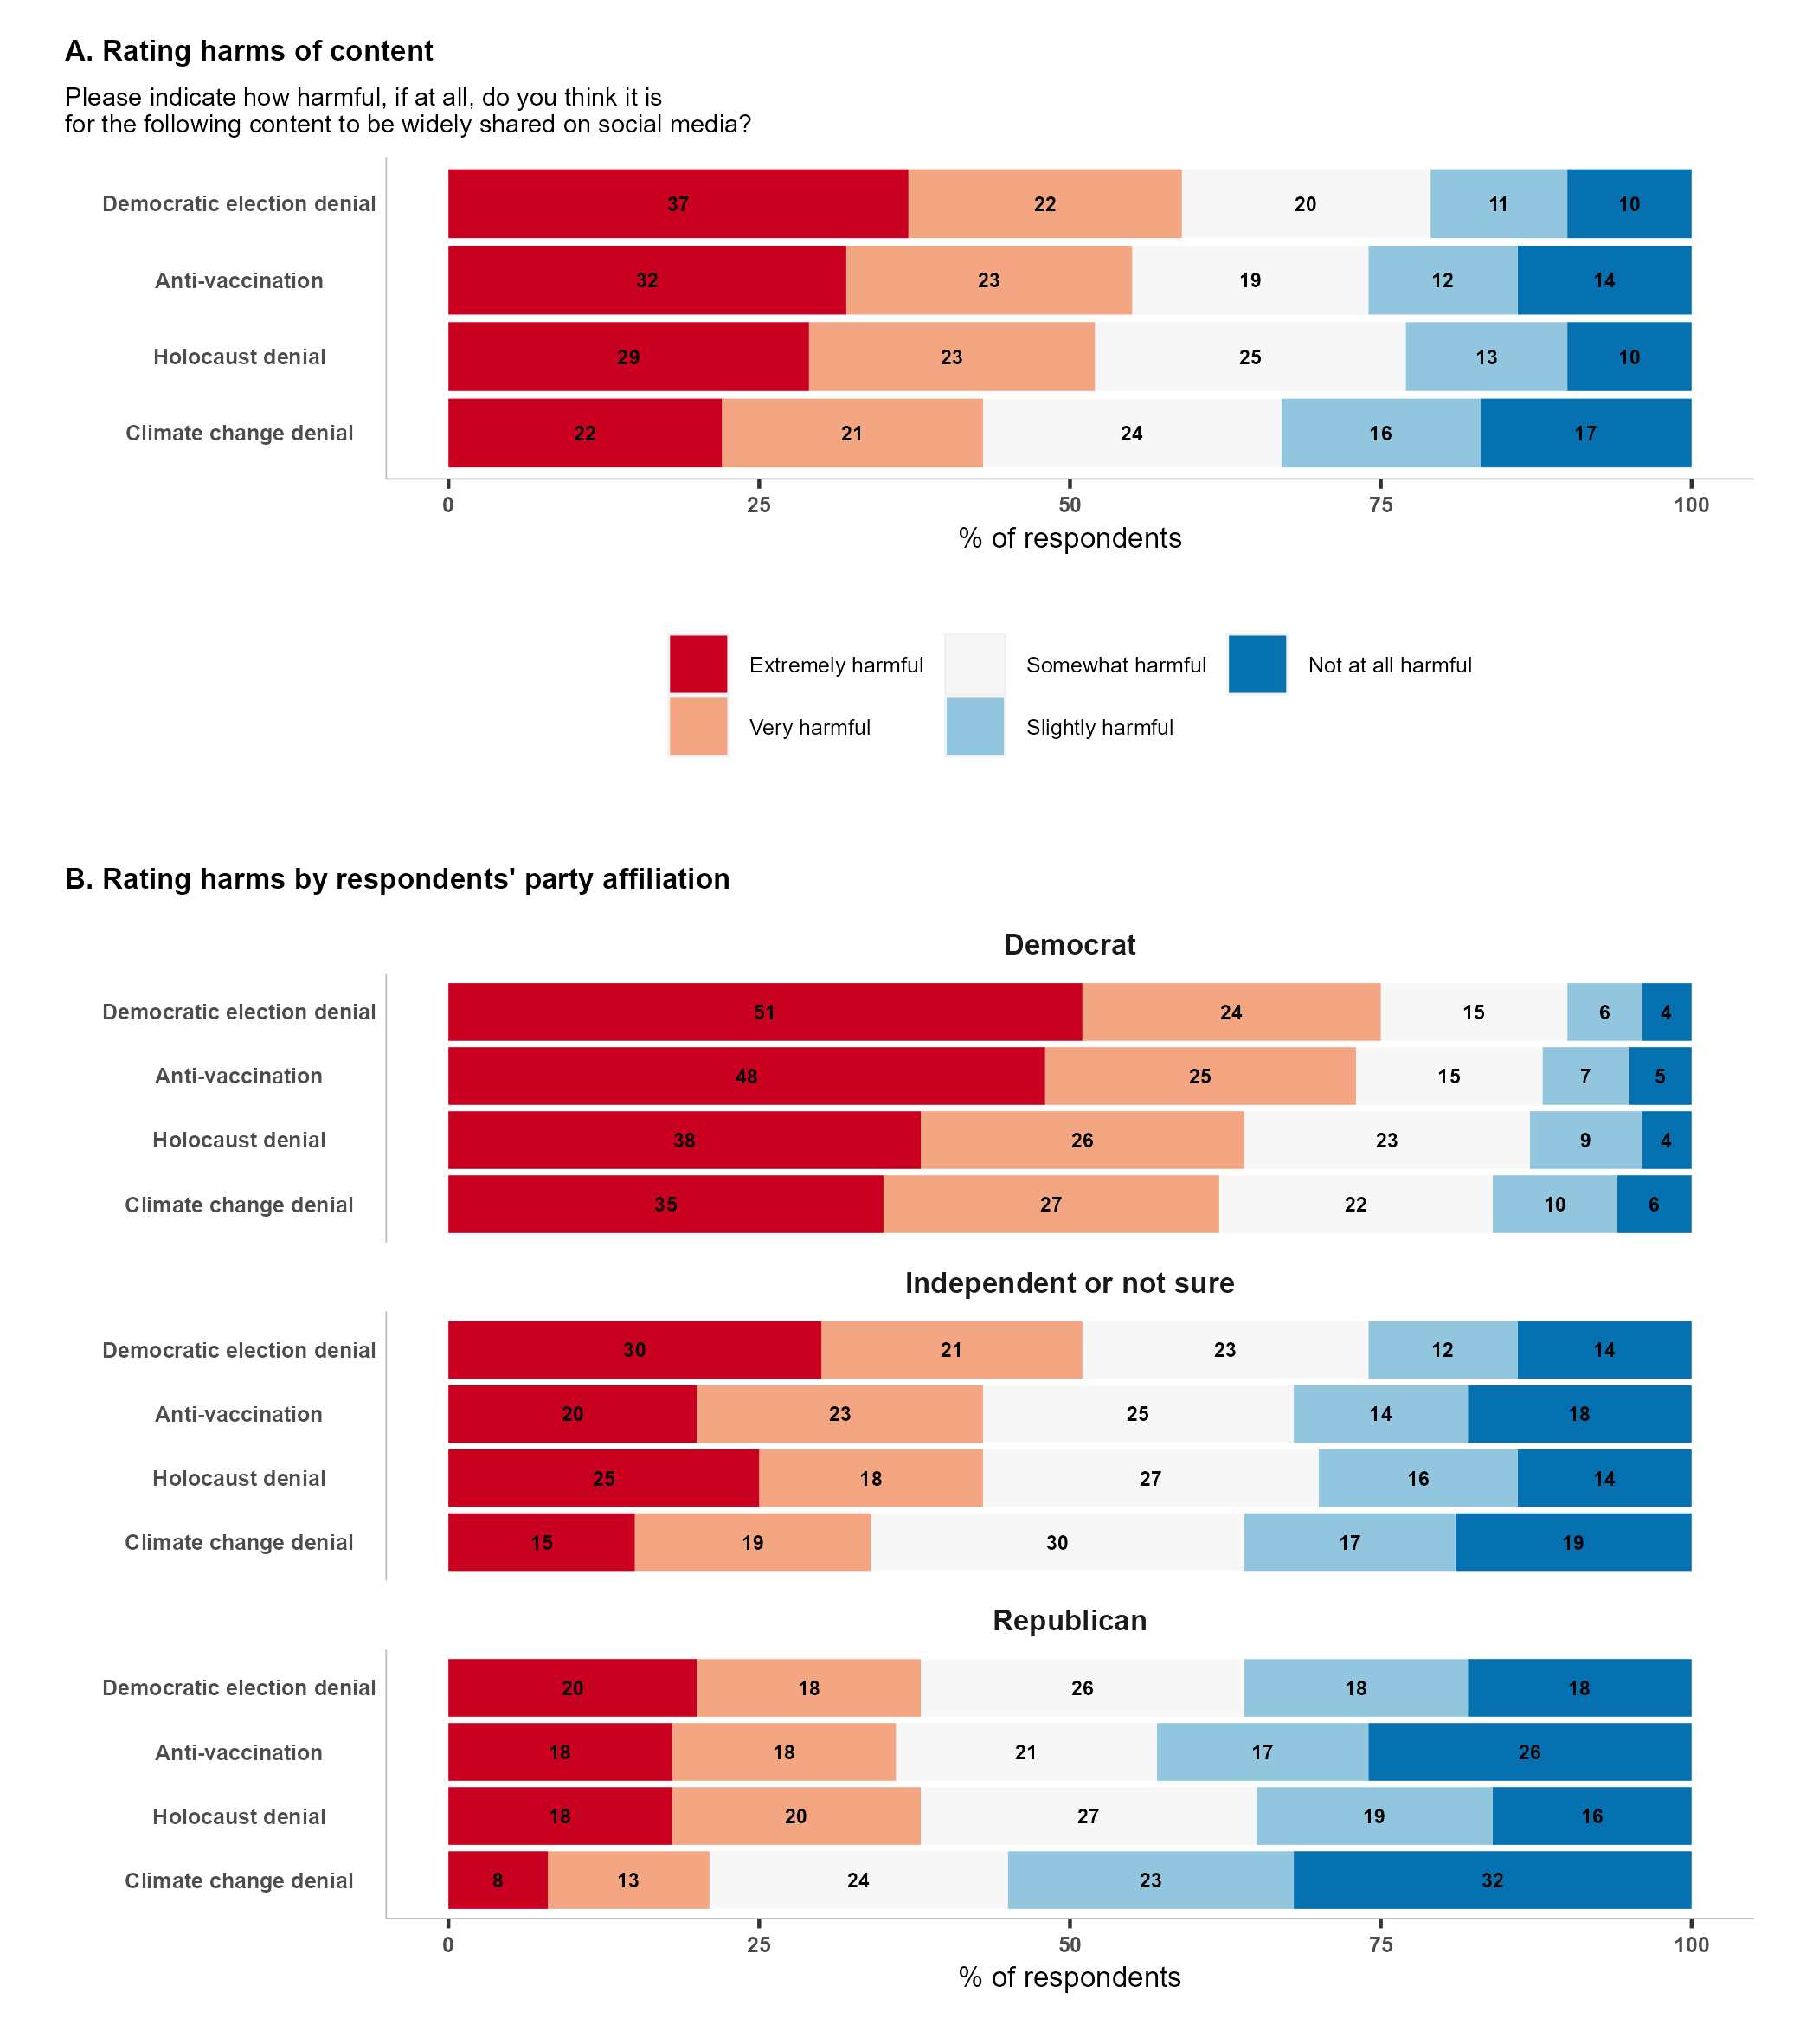 A. Rating harms of content
Please indicate how harmful, if at all, do you think it is
for the following content to be widely shared on social media?
Democratic election denial 37 22 20 11 10
Anti-vaccination 32 23 19 12 14
Holocaust denial 29 23 25 13 10
Climate change denial 22 21 24 16 17
0 25 50 75 100
% of respondents
Extremely harmful Somewhat harmful Not at all harmful
Very harmful Slightly harmful
B. Rating harms by respondents' party affiliation
Democrat
Democratic election denial 51 24 15 6 4
Anti-vaccination 48 25 15 7 5
Holocaust denial 38 26 23 9 4
Climate change denial 35 27 22 10 6
Independent or not sure
Democratic election denial 30 21 23 12 14
Anti-vaccination 20 23 25 14 18
Holocaust denial 25 18 27 16 14
Climate change denial 15 19 30 17 19
Republican
Democratic election denial 20 18 26 18 18
Anti-vaccination 18 18 21 17 26
Holocaust denial 18 20 27 19 16
Climate change denial 8 13 24 23 32
0 25 50 75 100
% of respondents